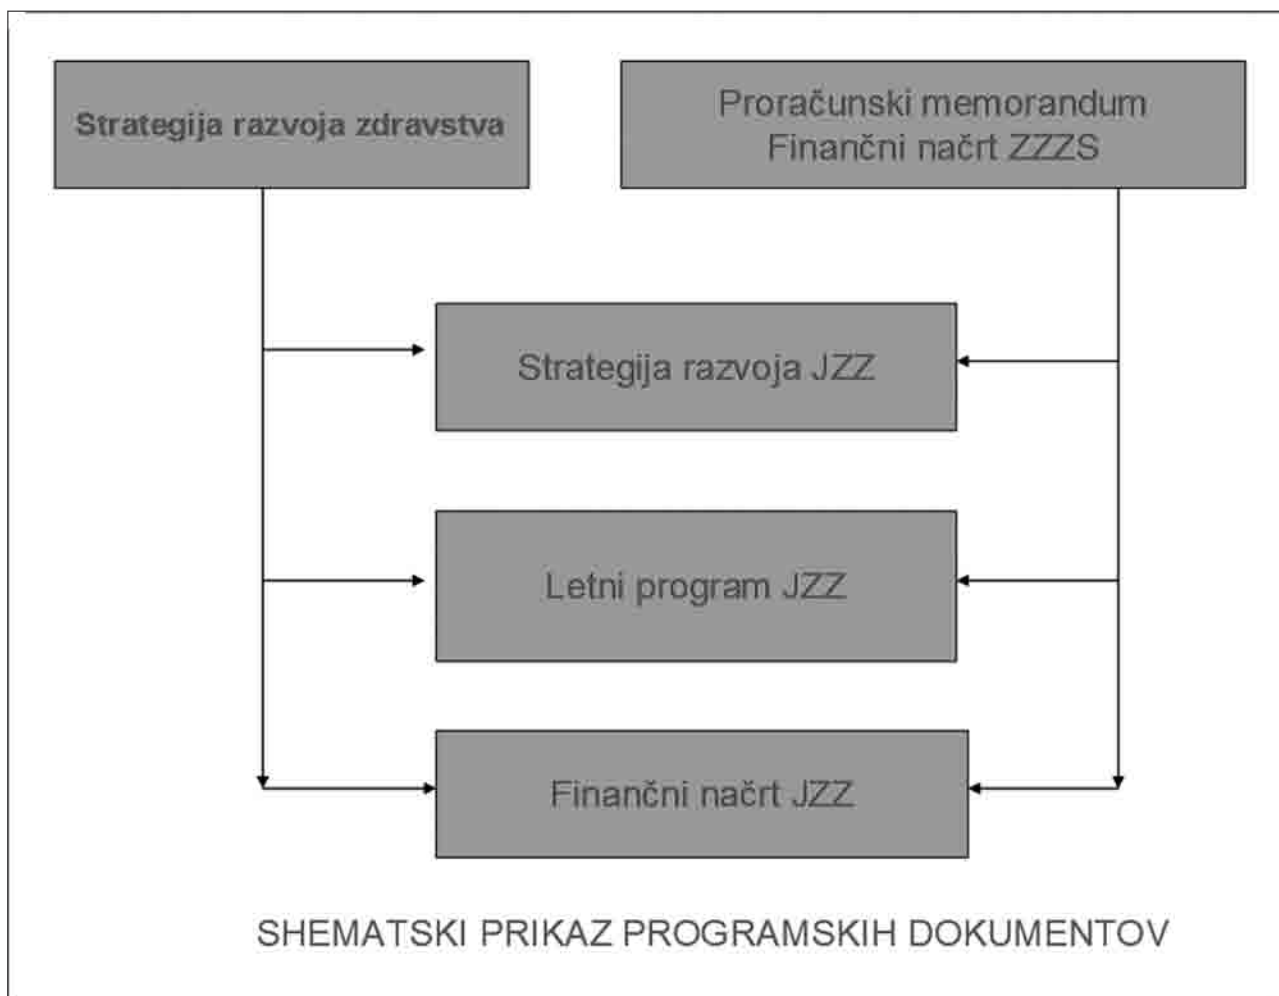 Strategija razvoja zdravstva
Proračunski memorandum
Finančni načrt ZZZS
Strategija razvoja JZZ
Letni program JZZ
Finančni načrt JZZ
SHEMATSKI PRIKAZ PROGRAMSKIH DOKUMENTOV